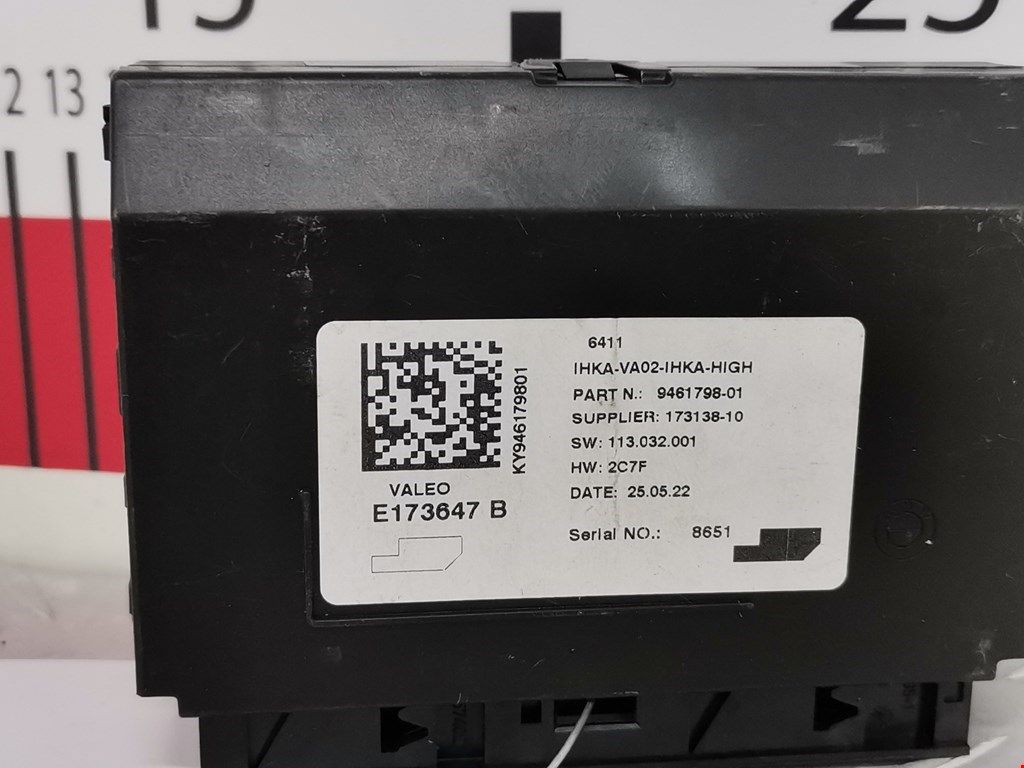 12 13
6411
IHKA-VA02-IHKA-HIGH
PART N.: 9461798-01
SUPPLIER: 173138-10
SW: 113.032.001
HW: 2C7F
DATE: 25.05.22
Serial NO.: 8651
KY946179801
VALEO
E173647 B